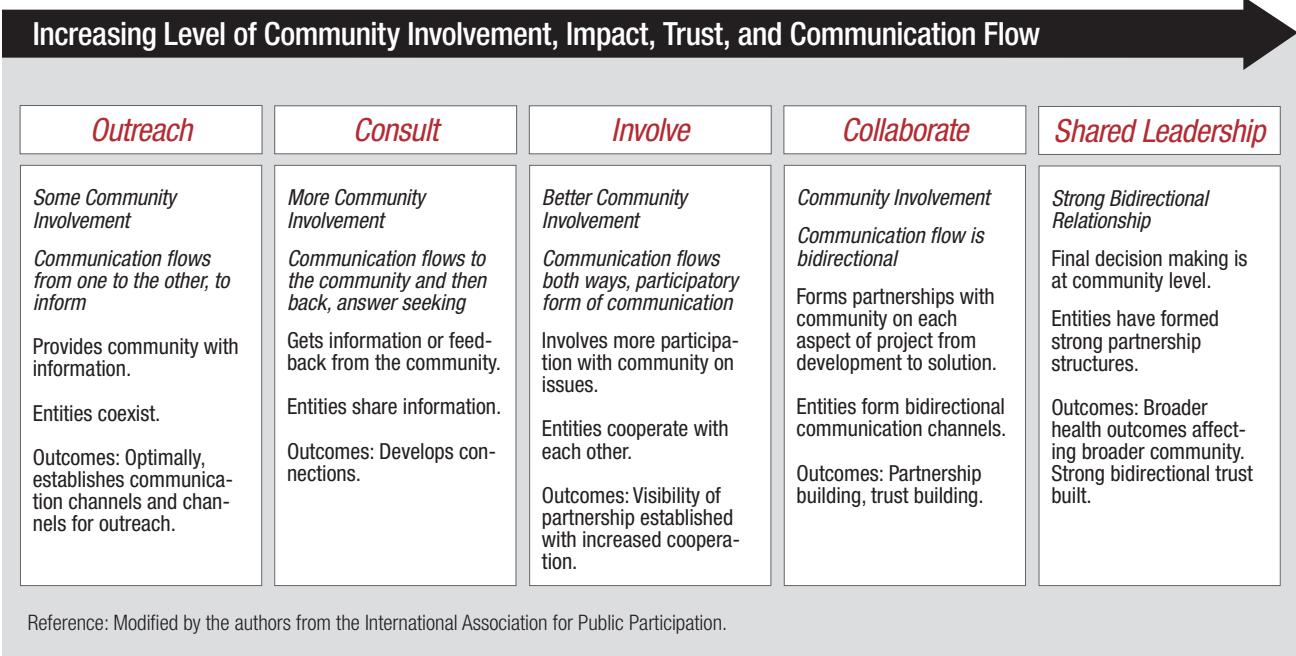 Increasing Level of Community Involvement, Impact, Trust, and Communication Flow
Outreach
Some Community
Involvement
Communication flows
from one to the other, to
inform
Provides community with
information.
Entities coexist.
Outcomes: Optimally,
establishes communica-
tion channels and chan-
nels for outreach.
Consult
More Community
Involvement
Communication flows to
the community and then
back, answer seeking
Gets information or feed-
back from the community.
Entities share information.
Outcomes: Develops con-
nections.
Involve
Better Community
Involvement
Communication flows
both ways, participatory
form of communication
Involves more participa-
tion with community on
issues.
Entities cooperate with
each other.
Outcomes: Visibility of
partnership established
with increased coopera-
tion.
Collaborate
Community Involvement
Communication flow is
bidirectional
Forms partnerships with
community on each
aspect of project from
development to solution.
Entities form bidirectional
communication channels.
Outcomes: Partnership
building, trust building.
Shared Leadership
Strong Bidirectional
Relationship
Final decision making is
at community level.
Entities have formed
strong partnership
structures.
Outcomes: Broader
health outcomes affect-
ing broader community.
Strong bidirectional trust
built.
Reference: Modified by the authors from the International Association for Public Participation.